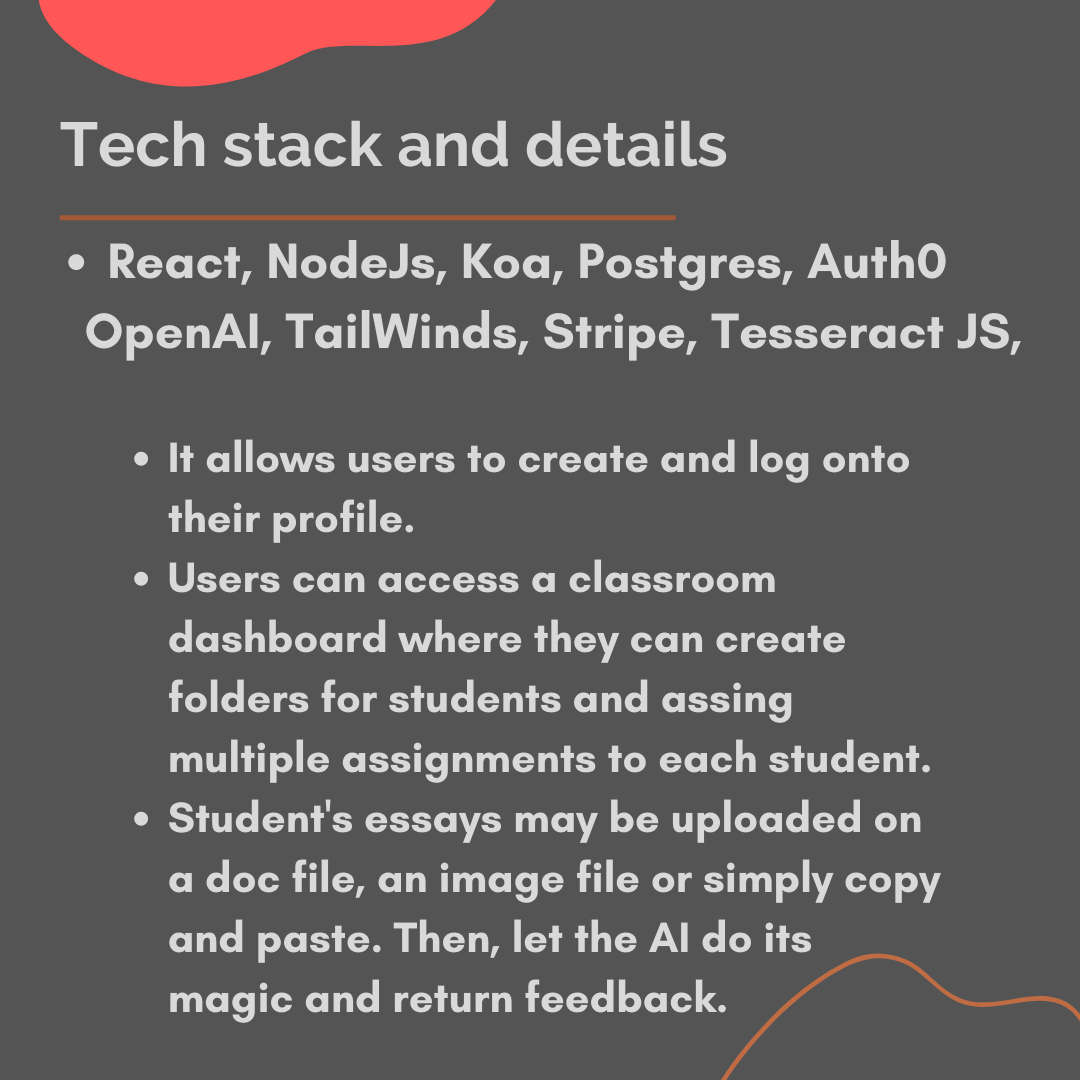 Tech stack and details
• React, NodeJs, Koa, Postgres, Auth0
OpenAI, TailWinds, Stripe, Tesseract JS,
• It allows users to create and log onto
their profile.
• Users can access a classroom
dashboard where they can create
folders for students and assing
multiple assignments to each student.
• Student's essays may be uploaded on
a doc file, an image file or simply copy
and paste. Then, let the AI do its
magic and return feedback.